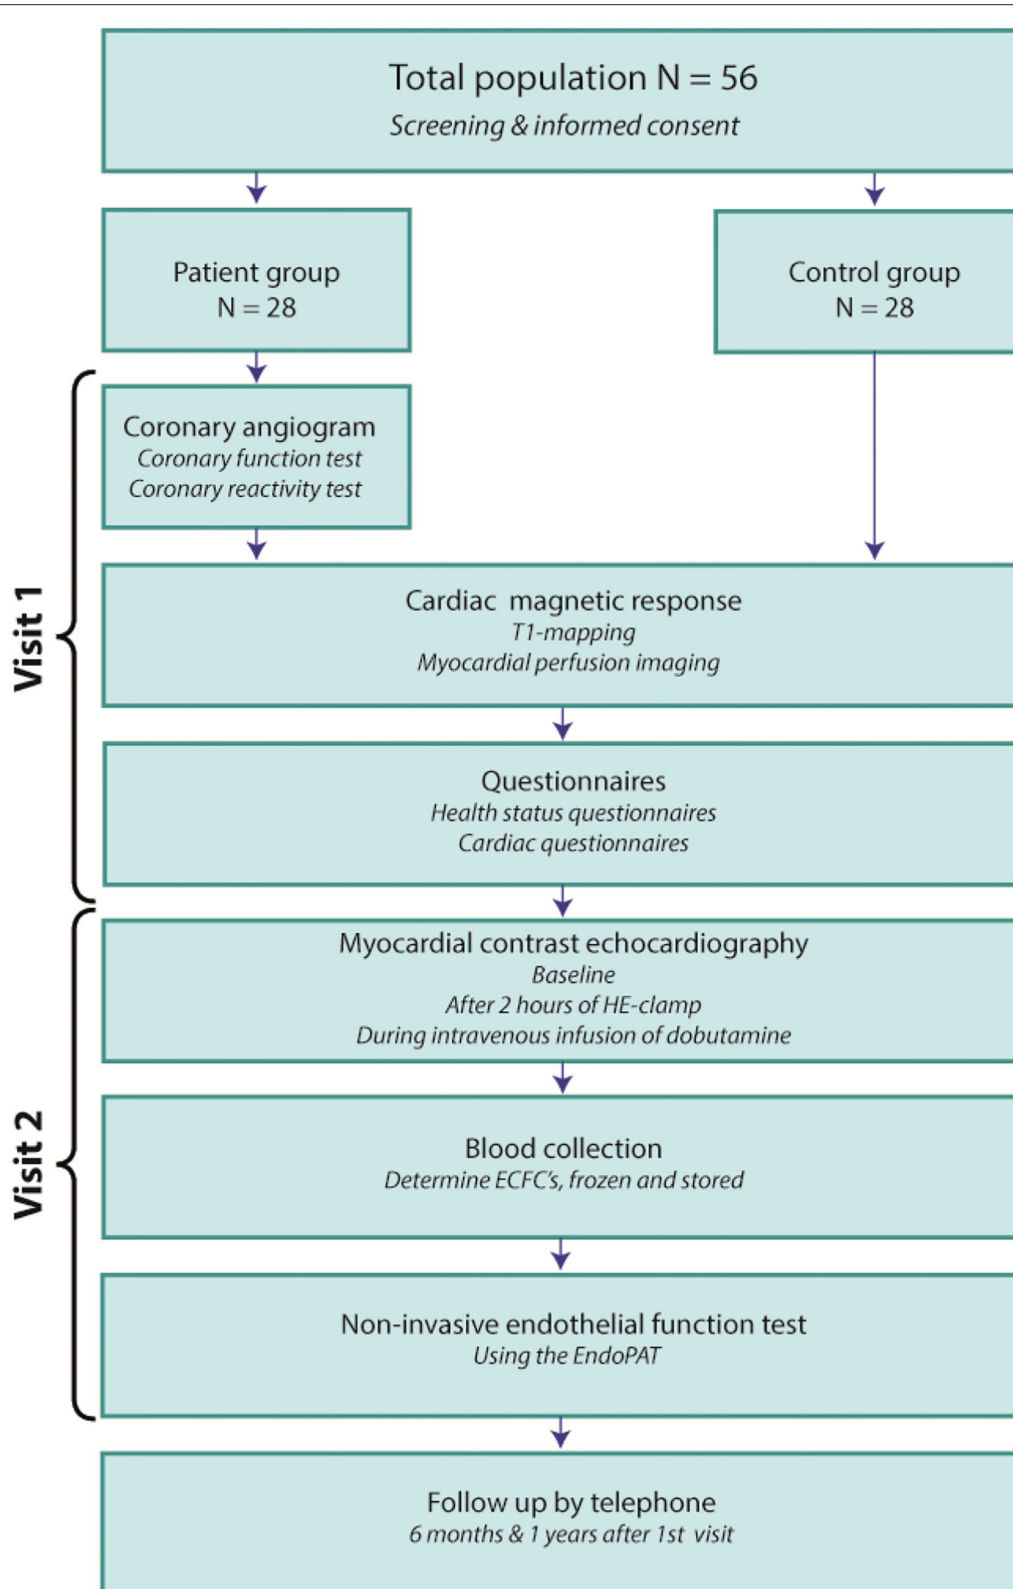 Total population N = 56
Screening & informed consent
Patient group
N = 28
Control group
N = 28
Visit 1
Coronary angiogram
Coronary function test
Coronary reactivity test
Cardiac magnetic response
T1-mapping
Myocardial perfusion imaging
Questionnaires
Health status questionnaires
Cardiac questionnaires
Visit 2
Myocardial contrast echocardiography
Baseline
After 2 hours of HE-clamp
During intravenous infusion of dobutamine
Blood collection
Determine ECFC's, frozen and stored
Non-invasive endothelial function test
Using the EndoPAT
Follow up by telephone
6 months & 1 years after 1st visit